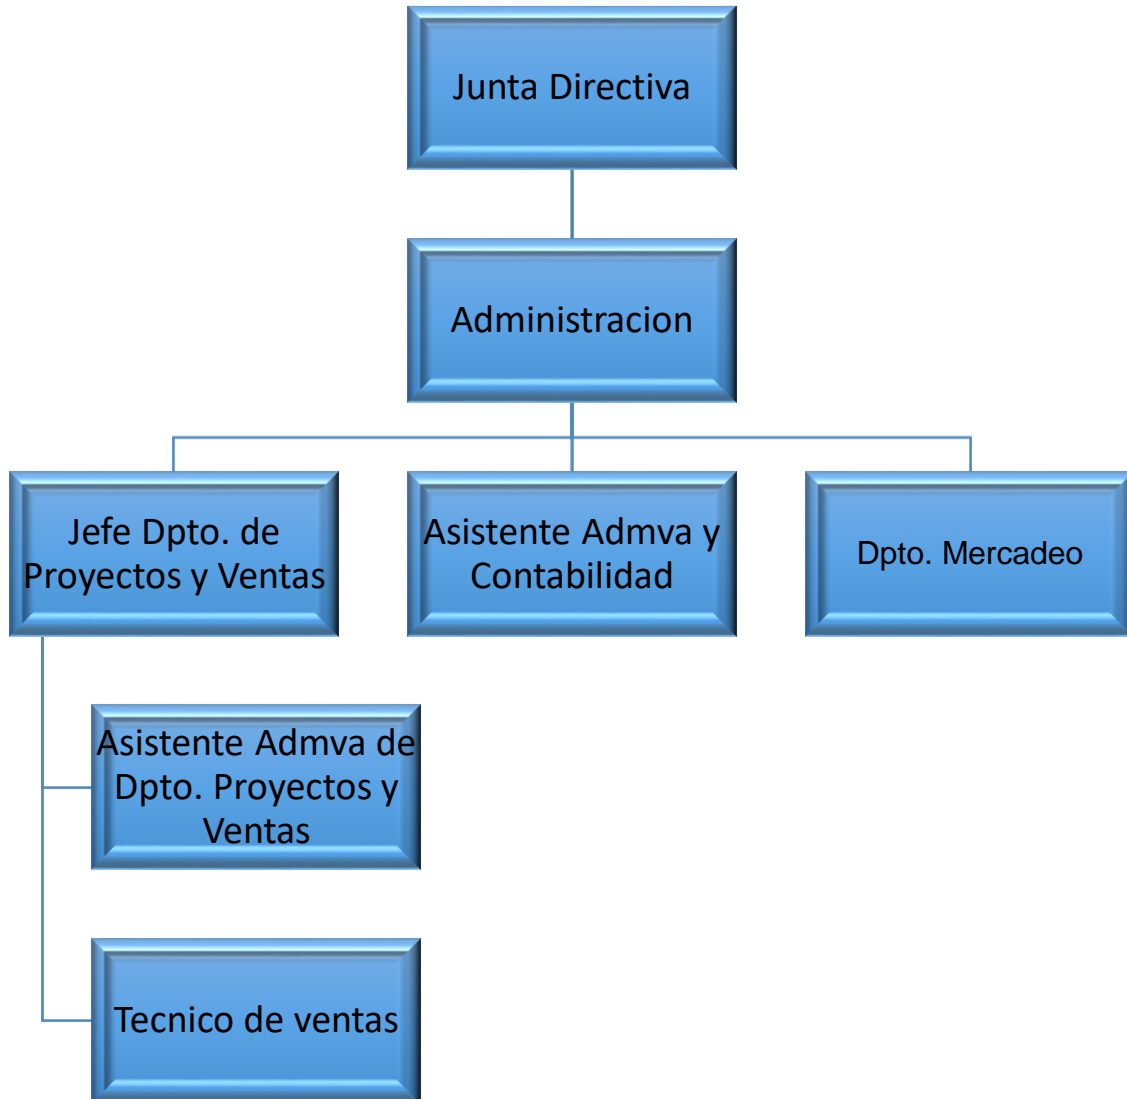 Junta Directiva
Administracion
Jefe Dpto. de
Proyectos y Ventas
Asistente Admva y
Contabilidad
Dpto. Mercadeo
Asistente Admva de
Dpto. Proyectos y
Ventas
Tecnico de ventas